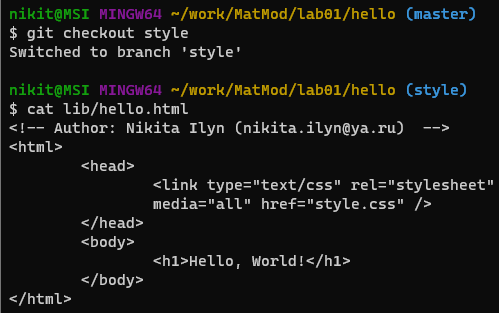 nikit@MSI MINGW64 ~/work/MatMod/lab01/hello (master)
$ git checkout style
Switched to branch 'style'

nikit@MSI MINGW64 ~/work/MatMod/lab01/hello (style)
$ cat lib/hello.html
<!-- Author: Nikita Ilyn (nikita.ilyn@ya.ru)  -->
<html>
        <head>
                <link type="text/css" rel="stylesheet"
                media="all" href="style.css" />
        </head>
        <body>
                <h1>Hello, World!</h1>
        </body>
</html>